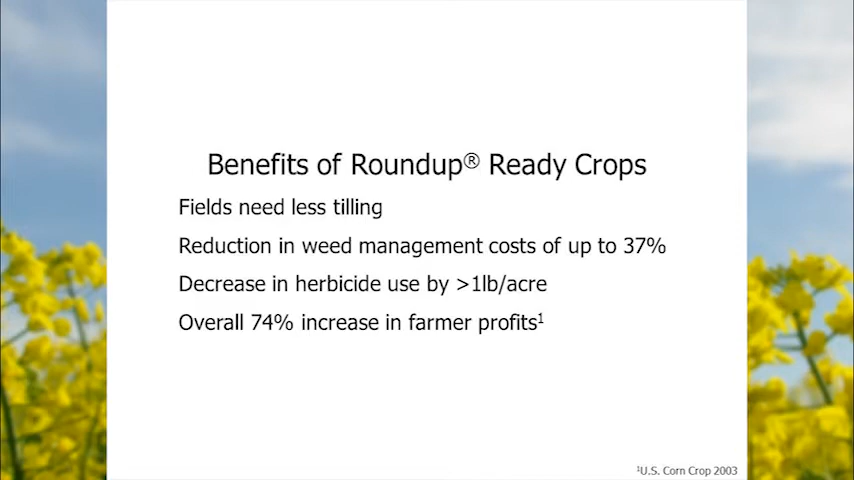 Benefits of Roundup® Ready Crops
Fields need less tilling
Reduction in weed management costs of up to 37%
Decrease in herbicide use by >1lb/acre
Overall 74% increase in farmer profits¹
¹U.S. Corn Crop 2003